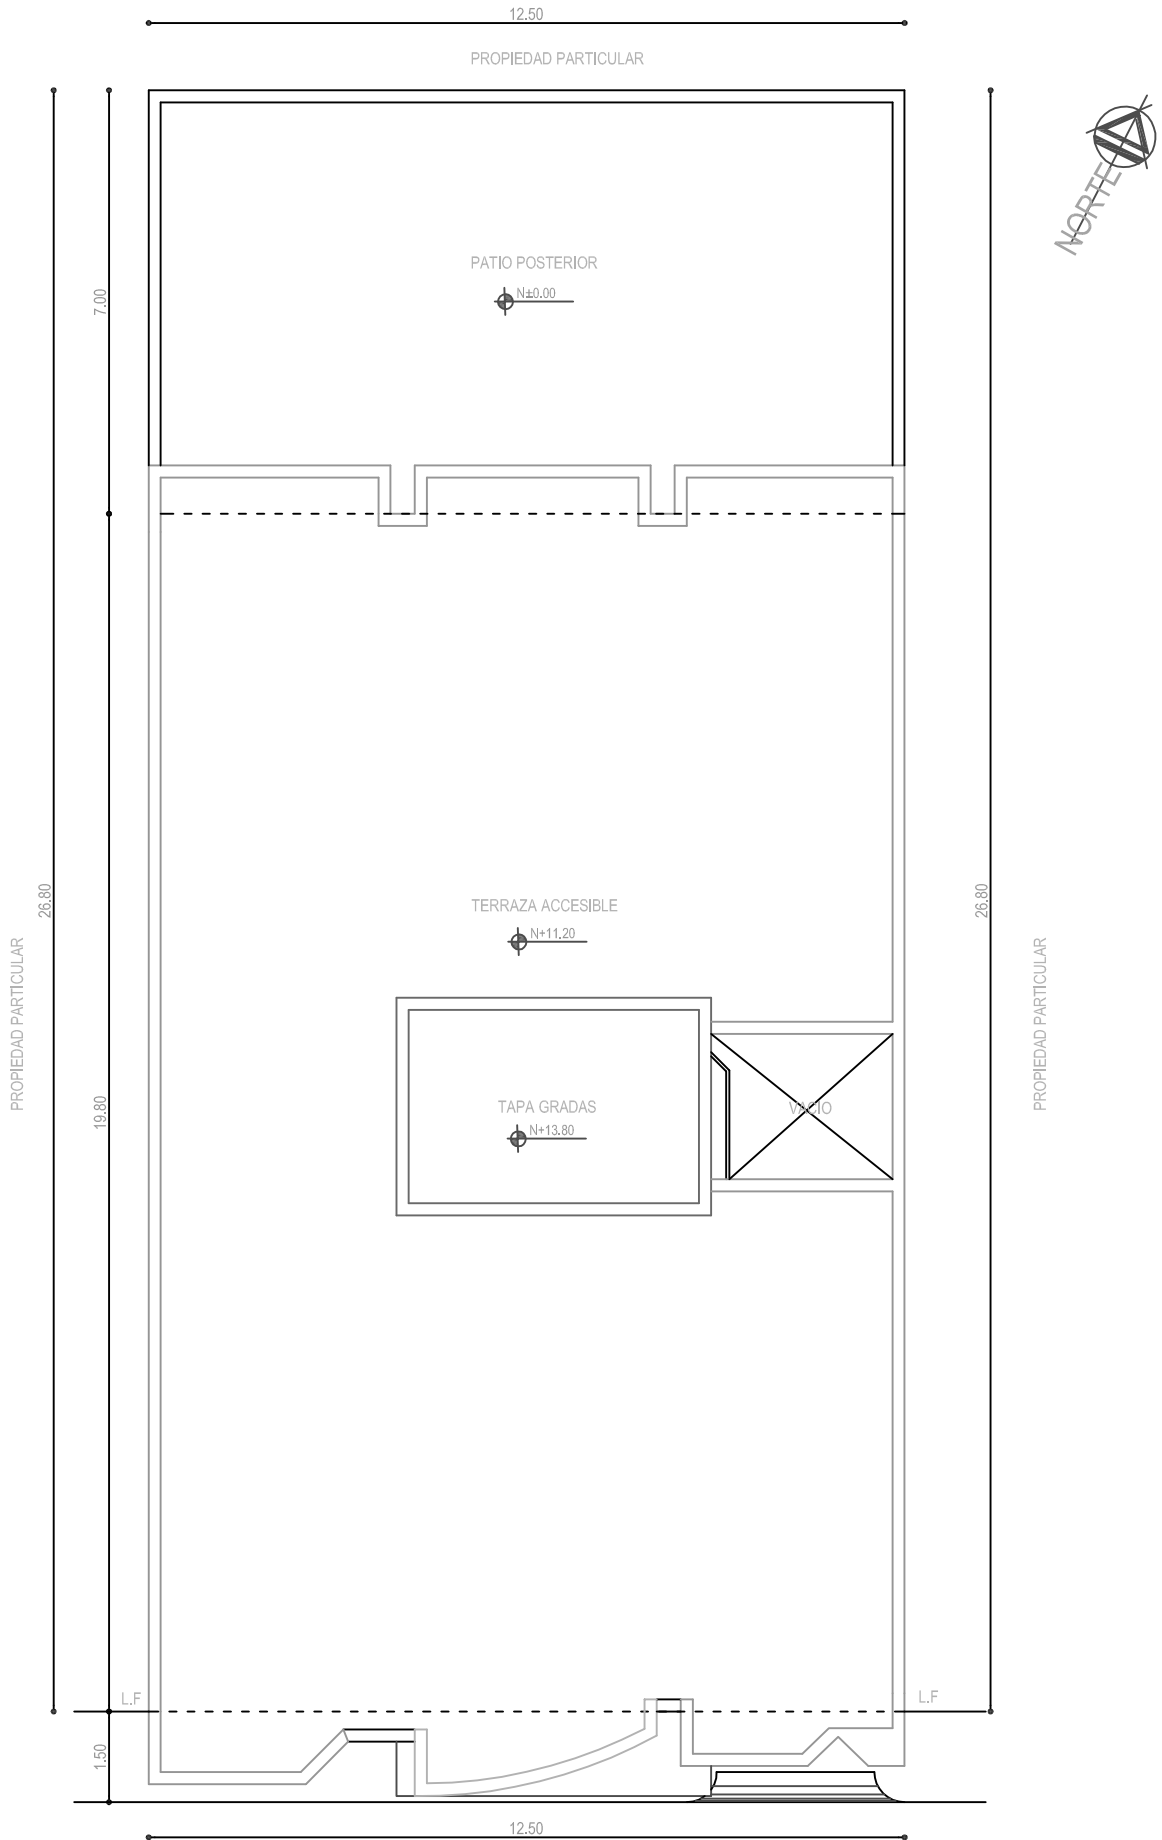 12.50
PROPIEDAD PARTICULAR
NORTE
PATIO POSTERIOR
N±0.00
7.00
26.80
26.80
TERRAZA ACCESIBLE
N+11.20
PROPIEDAD PARTICULAR
PROPIEDAD PARTICULAR
19.80
TAPA GRADAS
VACIO
N+13.80
L.F
L.F
1.50
12.50